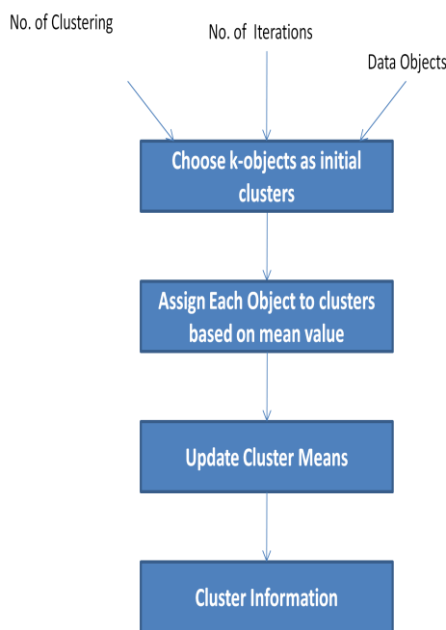 No. of Clustering
No. of Iterations
Data Objects
Choose k-objects as initial
clusters
Assign Each Object to clusters
based on mean value
Update Cluster Means
Cluster Information